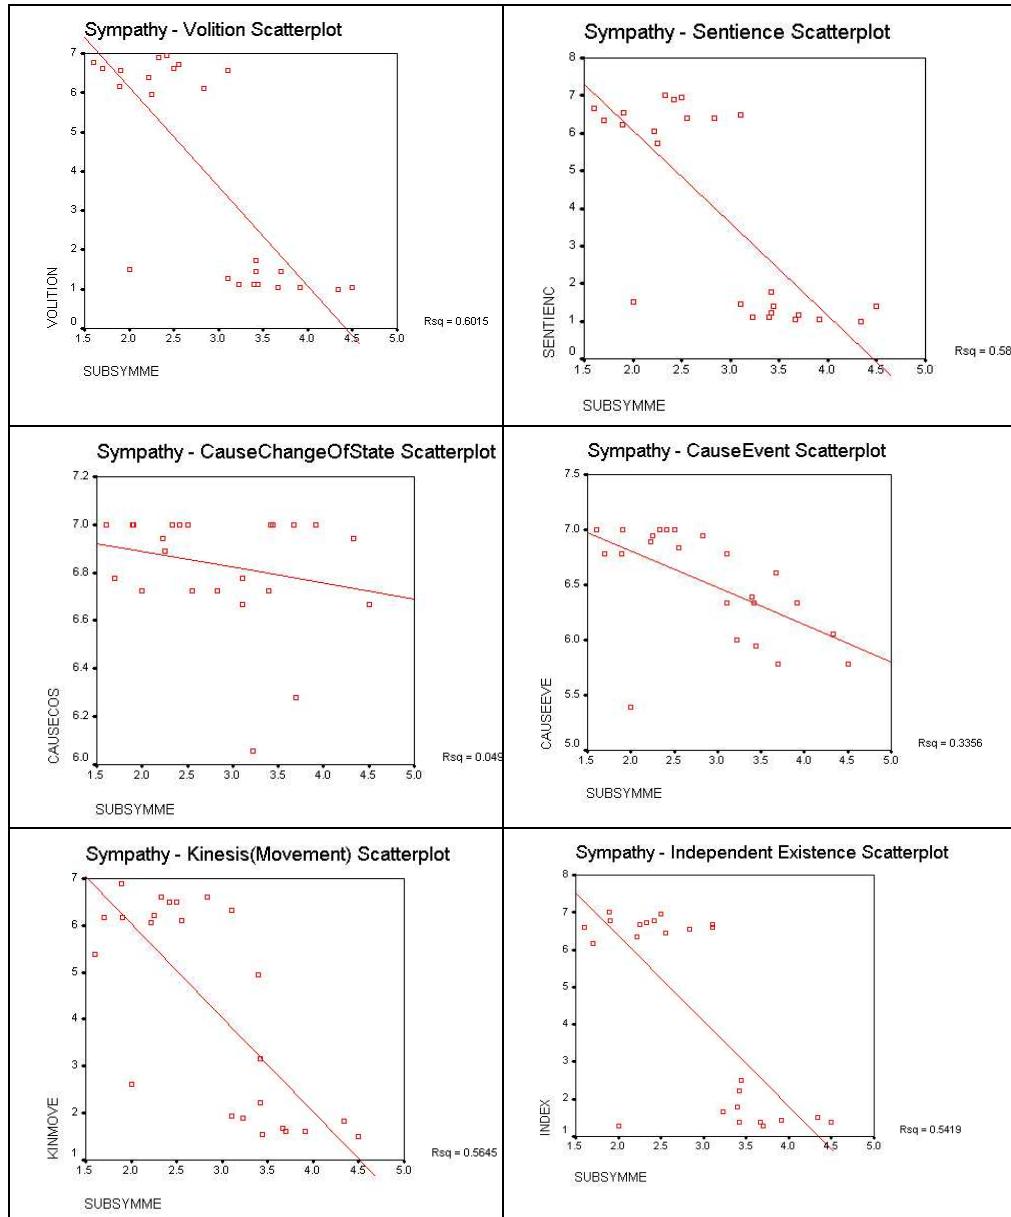 Sympathy - Volition Scatterplot
7
6
5
4
3
2
1
0
VOLITION
1.5 2.0 2.5 3.0 3.5 4.0 4.5 5.0
Rsq = 0.6015
SUBSYMME
Sympathy - Sentience Scatterplot
8
7
6
5
4
3
2
1
0
SENTIENC
1.5 2.0 2.5 3.0 3.5 4.0 4.5 5.0
Rsq = 0.58
SUBSYMME
Sympathy - CauseChangeOfState Scatterplot
7.2
7.0
6.8
6.6
6.4
6.2
6.0
CAUSECOS
1.5 2.0 2.5 3.0 3.5 4.0 4.5 5.0
Rsq = 0.049
SUBSYMME
Sympathy - CauseEvent Scatterplot
7.5
7.0
6.5
6.0
5.5
5.0
CAUSEEVE
1.5 2.0 2.5 3.0 3.5 4.0 4.5 5.0
Rsq = 0.3356
SUBSYMME
Sympathy - Kinesis(Movement) Scatterplot
7
6
5
4
3
2
1
KINMOVE
1.5 2.0 2.5 3.0 3.5 4.0 4.5 5.0
Rsq = 0.5645
SUBSYMME
Sympathy - Independent Existence Scatterplot
8
7
6
5
4
3
2
1
INDEX
1.5 2.0 2.5 3.0 3.5 4.0 4.5 5.0
Rsq = 0.5419
SUBSYMME